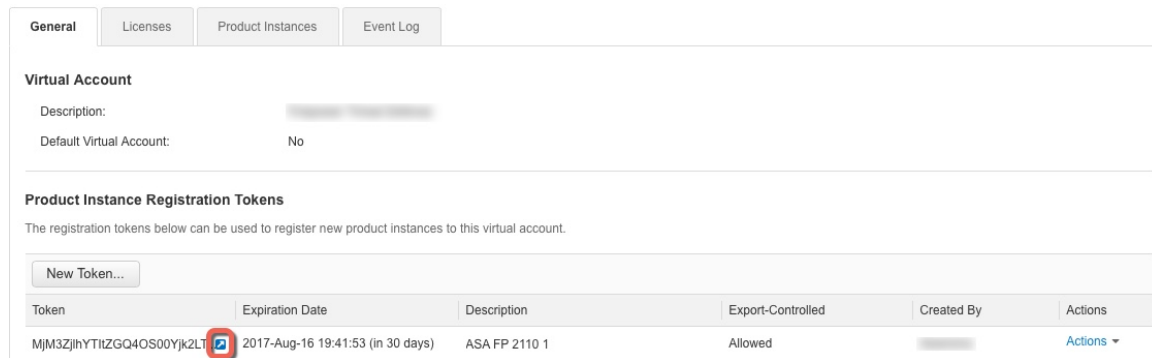 General Licenses Product Instances Event Log
Virtual Account
Description:
Default Virtual Account: No
Product Instance Registration Tokens
The registration tokens below can be used to register new product instances to this virtual account.
New Token...
Token Expiration Date Description Export-Controlled Created By Actions
MjM3ZjlhYTItZGQ4OS00Yjk2LT 2017-Aug-16 19:41:53 (in 30 days) ASA FP 2110 1 Allowed Actions